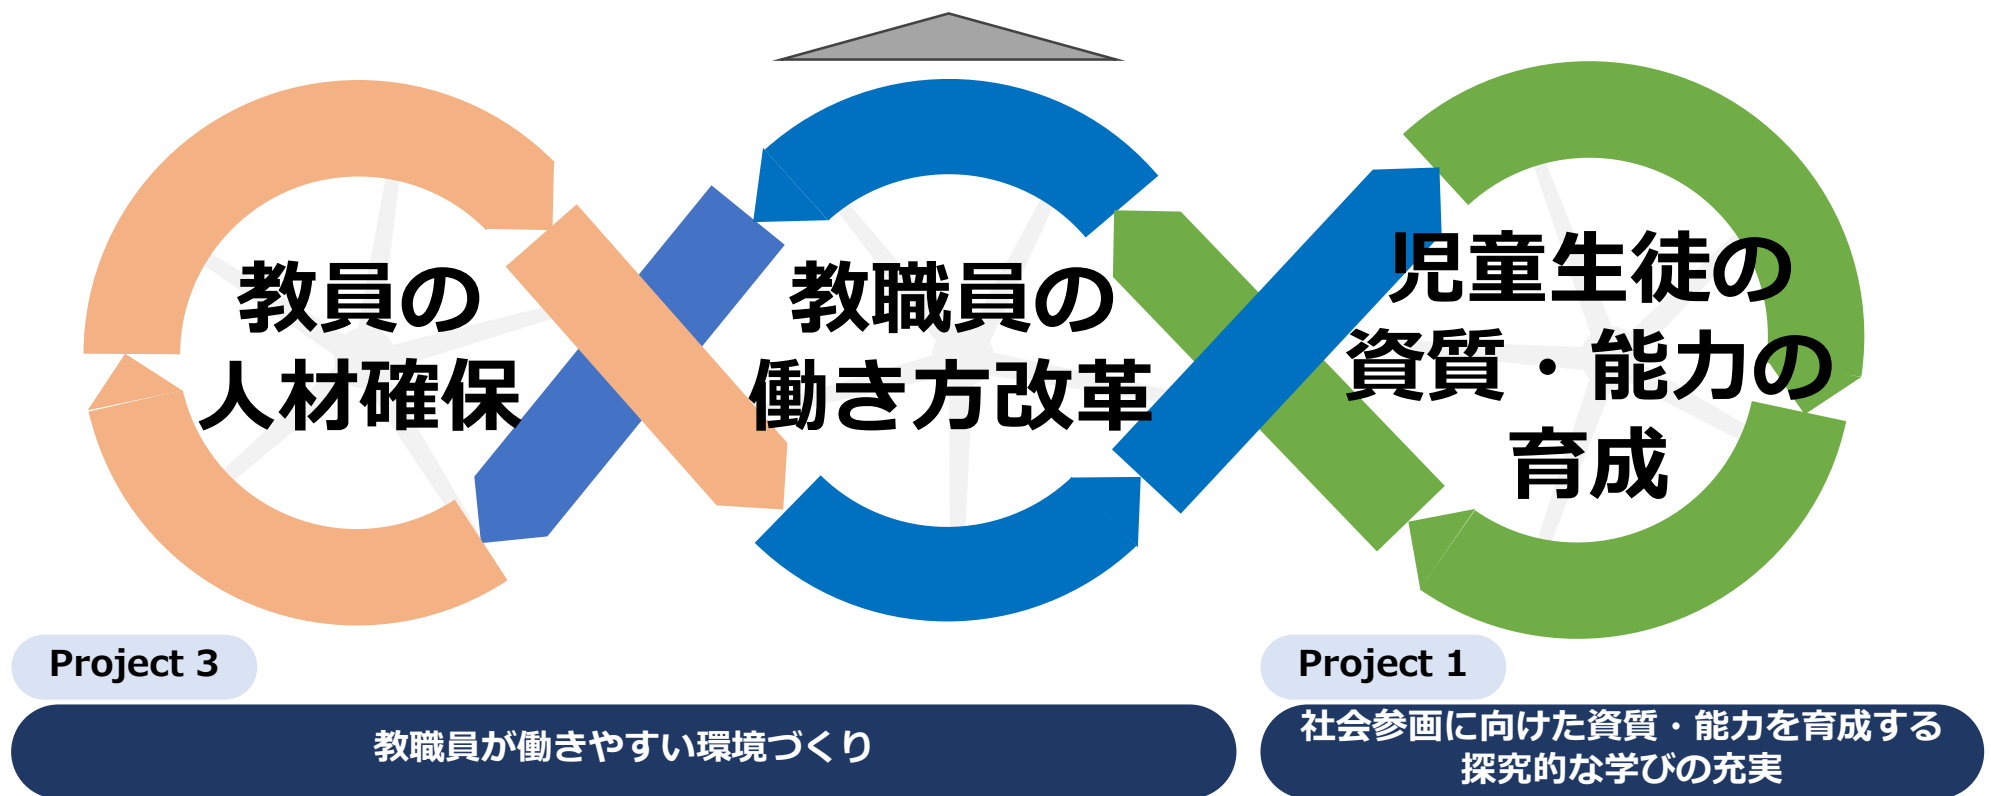 教員の
人材確保
教職員の
働き方改革
児童生徒の
資質・能力の
育成
Project 3
教職員が働きやすい環境づくり
Project 1
社会参画に向けた資質・能力を育成する
探究的な学びの充実